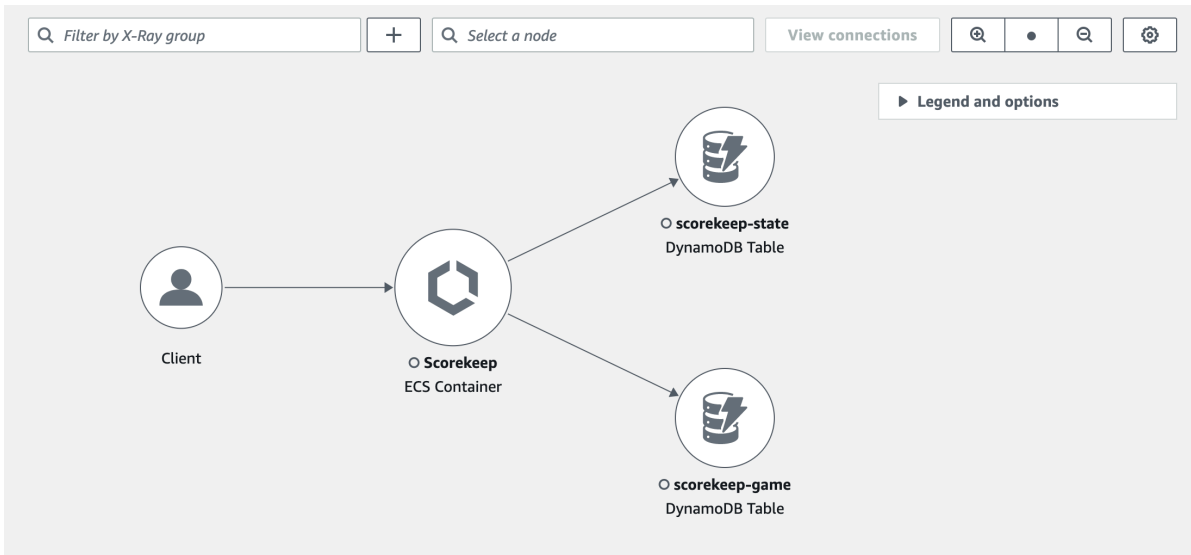 Filter by X-Ray group
Select a node
View connections
Legend and options
scorekeep-state
DynamoDB Table
Client
Scorekeep
ECS Container
scorekeep-game
DynamoDB Table